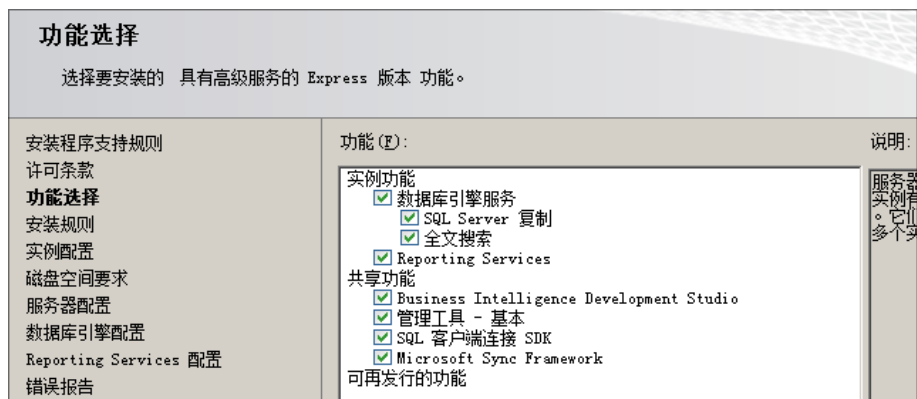 功能选择
选择要安装的 具有高级服务的 Express 版本 功能。
安装程序支持规则
许可条款
功能选择
安装规则
实例配置
磁盘空间要求
服务器配置
数据库引擎配置
Reporting Services 配置
错误报告
功能(F):
实例功能
数据库引擎服务
SQL Server 复制
全文搜索
Reporting Services
共享功能
Business Intelligence Development Studio
管理工具 - 基本
SQL 客户端连接 SDK
Microsoft Sync Framework
可再发行的功能
说明:
服务器
实例有
。它们
多个实